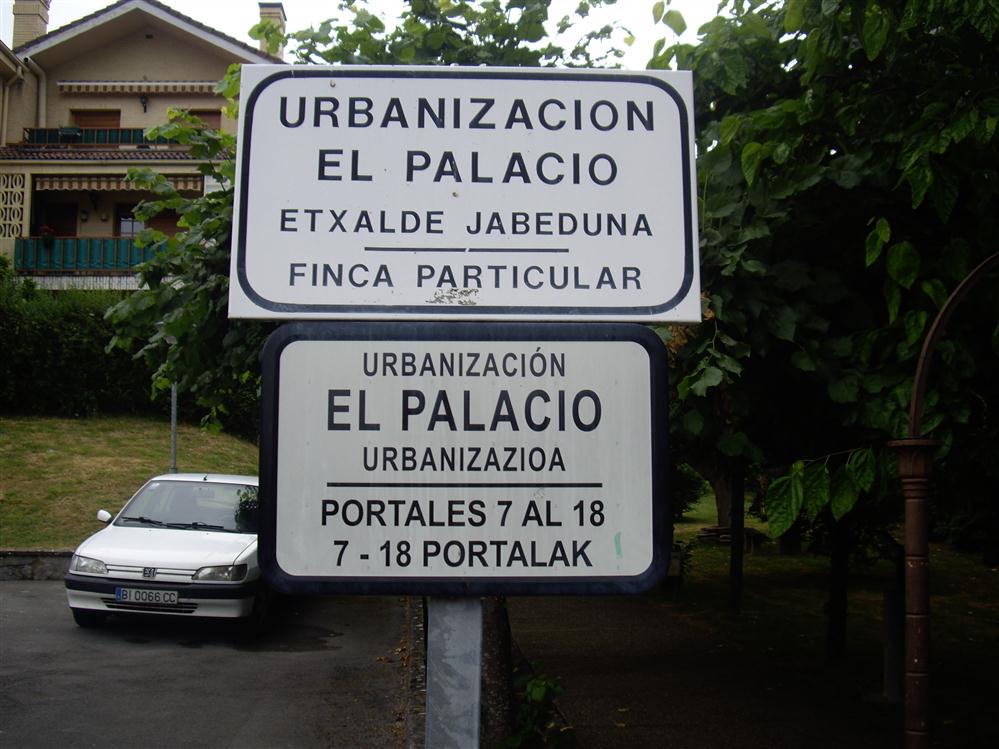 URBANIZACION
EL PALACIO
ETXALDE JABEDUNA
FINCA PARTICULAR
URBANIZACIÓN
EL PALACIO
URBANIZAZIOA
PORTALES 7 AL 18
7 - 18 PORTALAK
BI 0066 CC